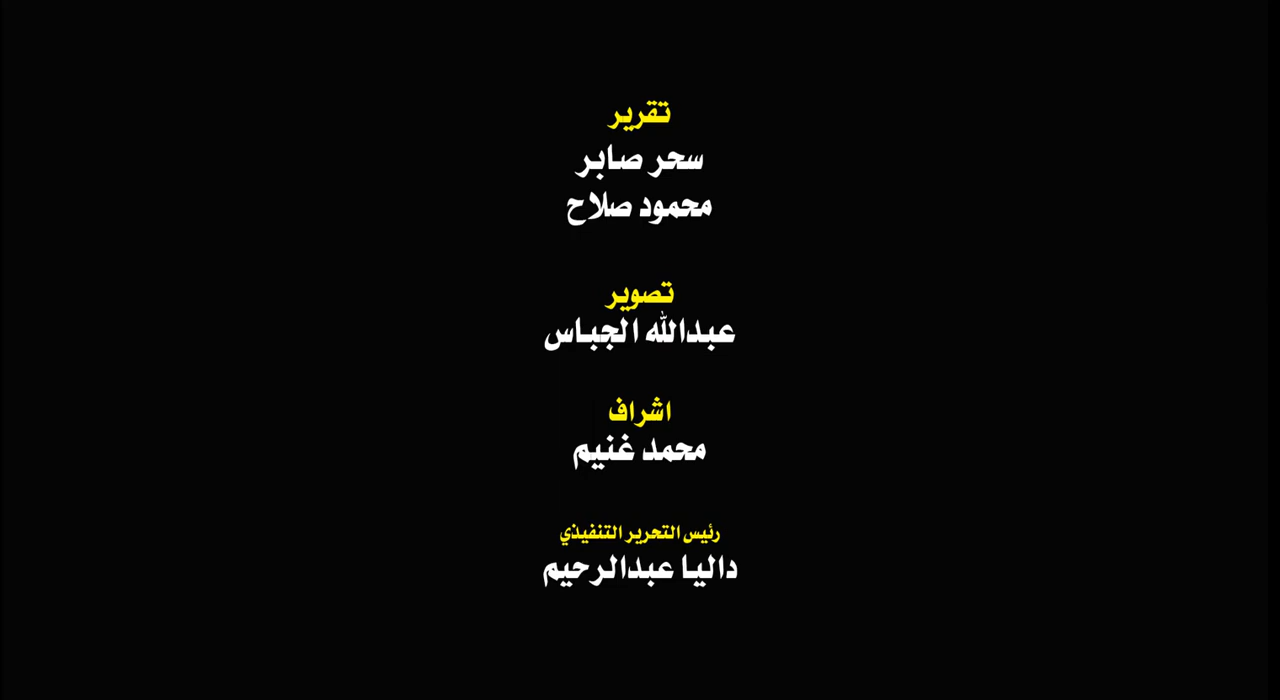 تقرير
سحر صابر
محمود صلاح
تصوير
عبدالله الجباس
اشراف
محمد غنيم
رئيس التحرير التنفيذي
داليا عبدالرحيم